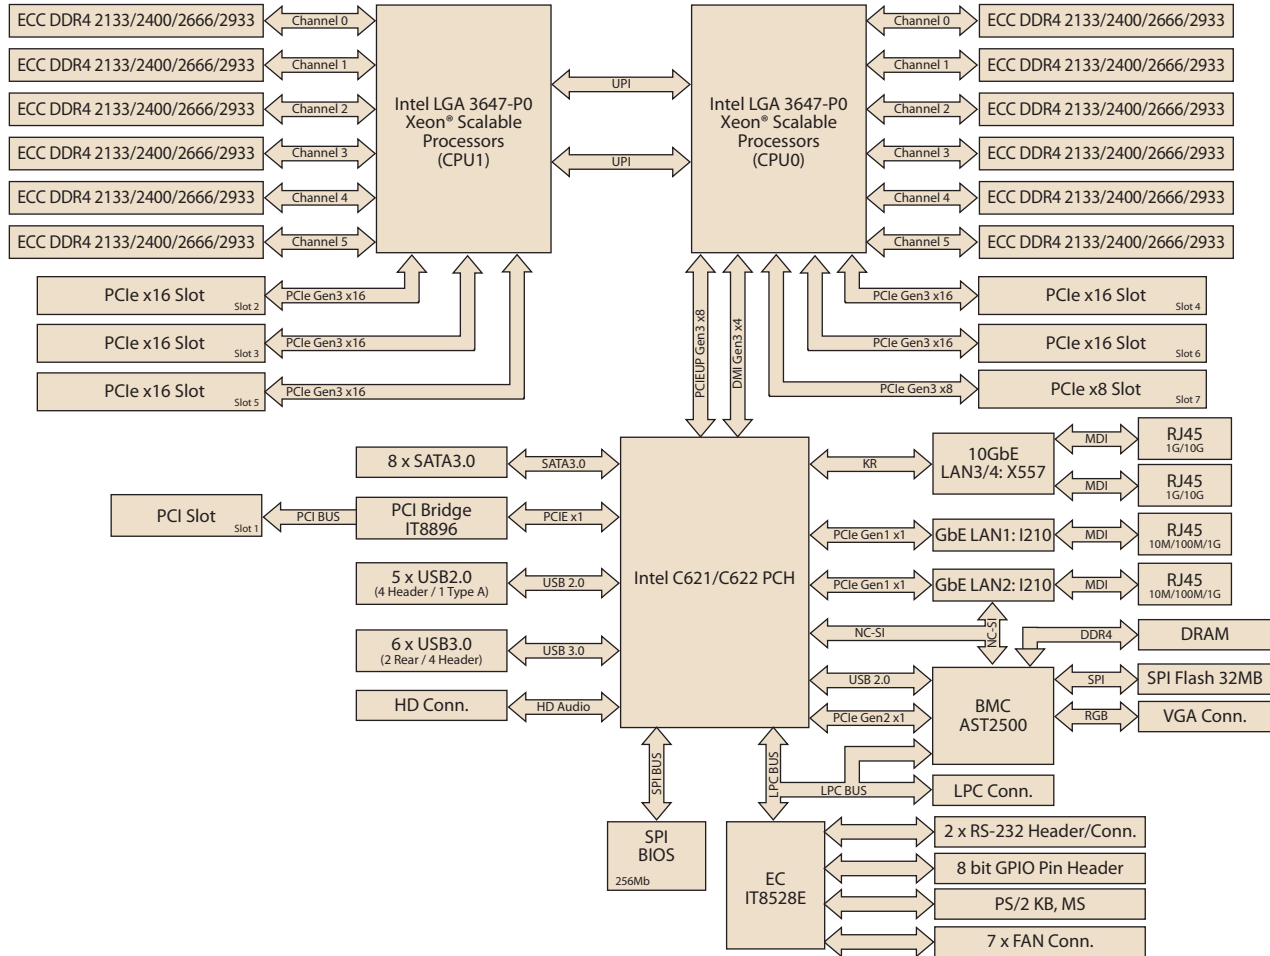 ECC DDR4 2133/2400/2666/2933
Channel 0
ECC DDR4 2133/2400/2666/2933
Channel 1
ECC DDR4 2133/2400/2666/2933
Channel 2
ECC DDR4 2133/2400/2666/2933
Channel 3
ECC DDR4 2133/2400/2666/2933
Channel 4
ECC DDR4 2133/2400/2666/2933
Channel 5
Intel LGA 3647-P0
Xeon® Scalable
Processors
(CPU1)
UPI
UPI
Intel LGA 3647-P0
Xeon® Scalable
Processors
(CPU0)
Channel 0
ECC DDR4 2133/2400/2666/2933
Channel 1
ECC DDR4 2133/2400/2666/2933
Channel 2
ECC DDR4 2133/2400/2666/2933
Channel 3
ECC DDR4 2133/2400/2666/2933
Channel 4
ECC DDR4 2133/2400/2666/2933
Channel 5
ECC DDR4 2133/2400/2666/2933
PCIe x16 Slot
Slot 2
PCIe Gen3 x16
PCIe x16 Slot
Slot 3
PCIe Gen3 x16
PCIe x16 Slot
Slot 5
PCIe Gen3 x16
PCIEUP Gen3 x8
DMI Gen3 x4
PCIe Gen3 x16
PCIe x16 Slot
Slot 4
PCIe Gen3 x16
PCIe x16 Slot
Slot 6
PCIe Gen3 x8
PCIe x8 Slot
Slot 7
8 x SATA3.0
SATA3.0
PCI Slot
Slot 1
PCI BUS
PCI Bridge
IT8896
PCIE x1
5 x USB2.0
(4 Header / 1 Type A)
USB 2.0
6 x USB3.0
(2 Rear / 4 Header)
USB 3.0
HD Conn.
HD Audio
Intel C621/C622 PCH
KR
10GbE
LAN3/4: X557
MDI
RJ45
1G/10G
MDI
RJ45
1G/10G
PCIe Gen1 x1
GbE LAN1: I210
MDI
RJ45
10M/100M/1G
PCIe Gen1 x1
GbE LAN2: I210
MDI
RJ45
10M/100M/1G
NC-SI
NC-SI
DDR4
DRAM
USB 2.0
PCIe Gen2 x1
BMC
AST2500
SPI
SPI Flash 32MB
RGB
VGA Conn.
SPI BUS
LPC BUS
LPC BUS
LPC Conn.
SPI
BIOS
256Mb
EC
IT8528E
2 x RS-232 Header/Conn.
8 bit GPIO Pin Header
PS/2 KB, MS
7 x FAN Conn.